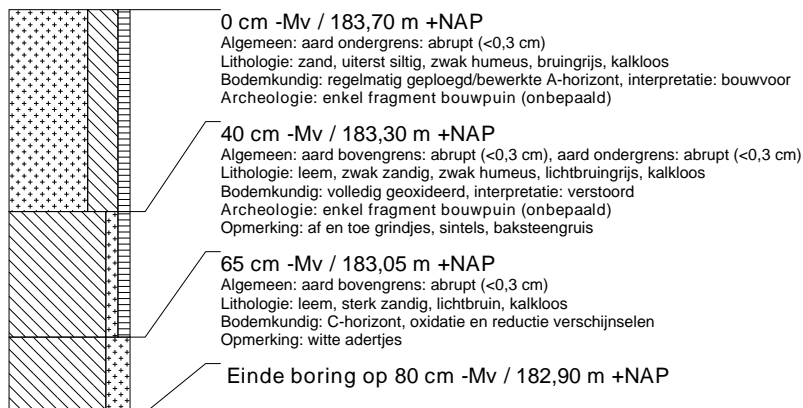 0 cm -Mv / 183,70 m +NAP
Algemeen: aard ondergrens: abrupt (<0,3 cm)
Lithologie: zand, uiterst siltig, zwak humeus, bruingrijs, kalkloos
Bodemkundig: regelmatig geploegd/bewerkte A-horizont, interpretatie: bouwvoor
Archeologie: enkel fragment bouwpuin (onbepaald)
40 cm -Mv / 183,30 m +NAP
Algemeen: aard bovengrens: abrupt (<0,3 cm), aard ondergrens: abrupt (<0,3 cm)
Lithologie: leem, zwak zandig, zwak humeus, lichtbruingrijs, kalkloos
Bodemkundig: volledig geoxideerd, interpretatie: verstoord
Archeologie: enkel fragment bouwpuin (onbepaald)
Opmerking: af en toe grindjes, sintels, baksteengruis
65 cm -Mv / 183,05 m +NAP
Algemeen: aard bovengrens: abrupt (<0,3 cm)
Lithologie: leem, sterk zandig, lichtbruin, kalkloos
Bodemkundig: C-horizont, oxidatie en reductie verschijnselen
Opmerking: witte adertjes
Einde boring op 80 cm -Mv / 182,90 m +NAP